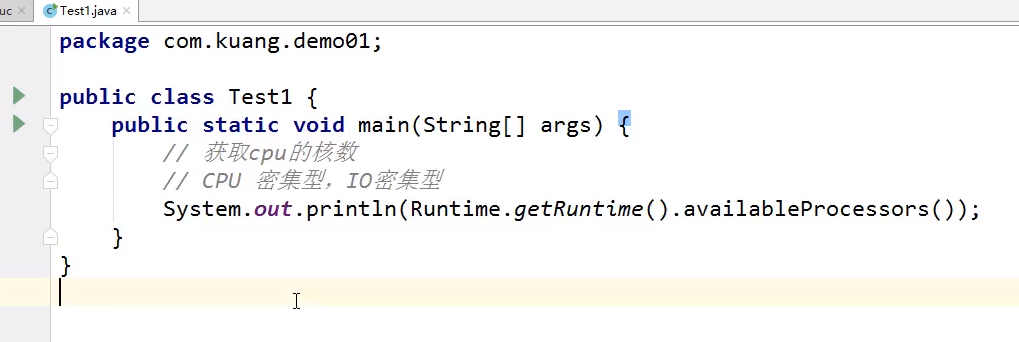 uc
Test1.java
package com.kuang.demo01;
public class Test1 {
public static void main(String[] args) {
// 获取cpu的核数
// CPU 密集型，IO密集型
System.out.println(Runtime.getRuntime().availableProcessors());
}
}